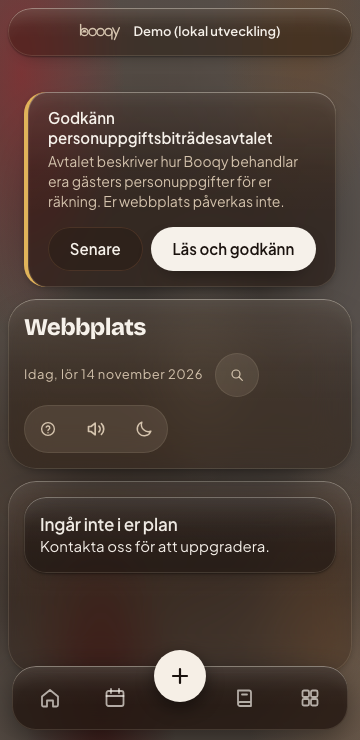 booqy Demo (lokal utveckling)
Godkänn
personuppgiftsbiträdesavtalet
Avtalet beskriver hur Booqy behandlar
era gästers personuppgifter för er
räkning. Er webbplats påverkas inte.
Senare Läs och godkänn
Webbplats
Idag, lör 14 november 2026
Ingår inte i er plan
Kontakta oss för att uppgradera.